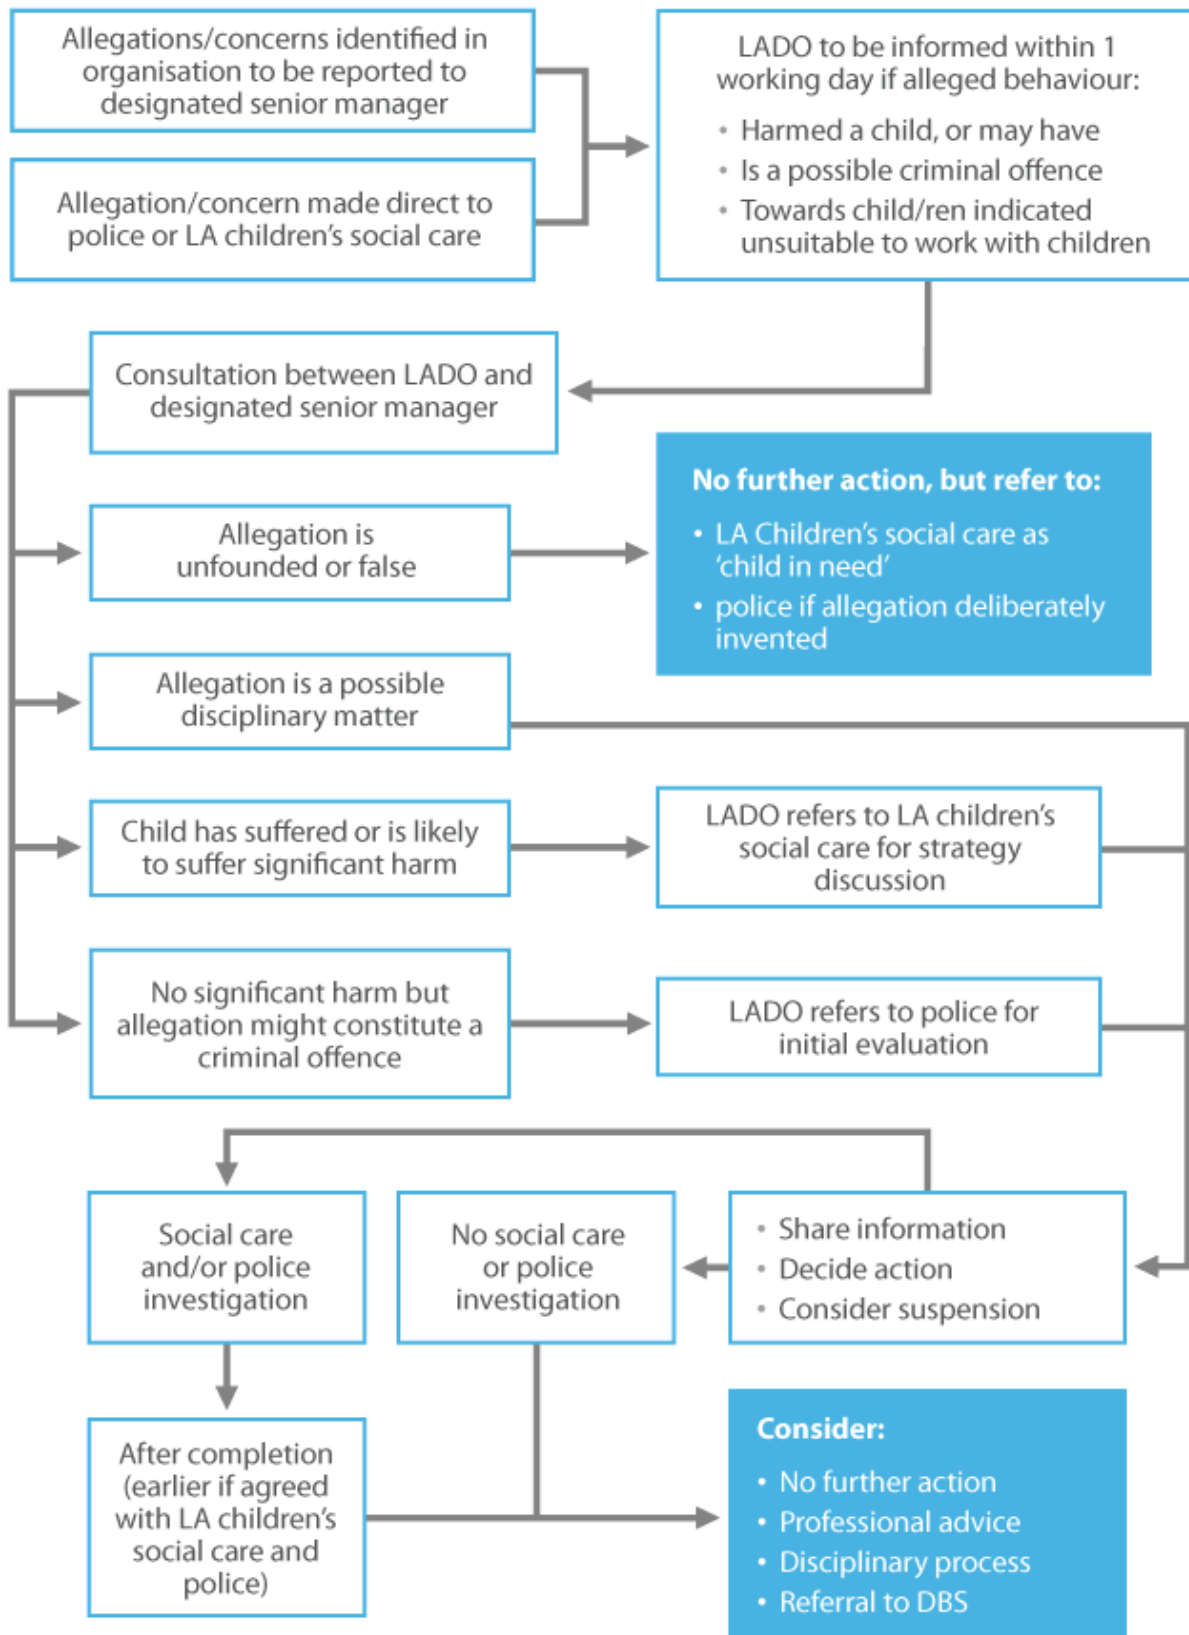 Allegations/concerns identified in
organisation to be reported to
designated senior manager
Allegation/concern made direct to
police or LA children's social care
LADO to be informed within 1
working day if alleged behaviour:
• Harmed a child, or may have
• Is a possible criminal offence
• Towards child/ren indicated
unsuitable to work with children
Consultation between LADO and
designated senior manager
Allegation is
unfounded or false
No further action, but refer to:
• LA Children's social care as
'child in need'
• police if allegation deliberately
invented
Allegation is a possible
disciplinary matter
Child has suffered or is likely
to suffer significant harm
LADO refers to LA children's
social care for strategy
discussion
No significant harm but
allegation might constitute a
criminal offence
LADO refers to police for
initial evaluation
Social care
and/or police
investigation
No social care
or police
investigation
• Share information
• Decide action
• Consider suspension
After completion
(earlier if agreed
with LA children's
social care and
police)
Consider:
• No further action
• Professional advice
• Disciplinary process
• Referral to DBS